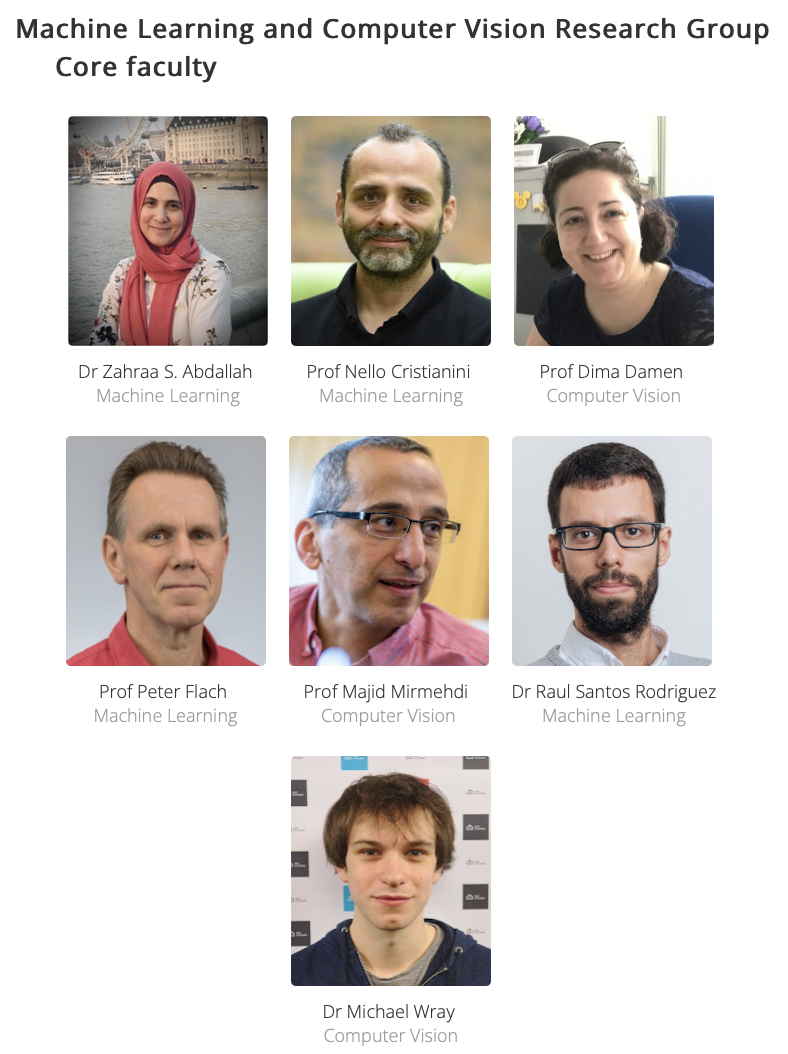 Machine Learning and Computer Vision Research Group
Core faculty
Dr Zahraa S. Abdallah
Machine Learning
Prof Nello Cristianini
Machine Learning
Prof Dima Damen
Computer Vision
Prof Peter Flach
Machine Learning
Prof Majid Mirmehdi
Computer Vision
Dr Raul Santos Rodriguez
Machine Learning
Dr Michael Wray
Computer Vision